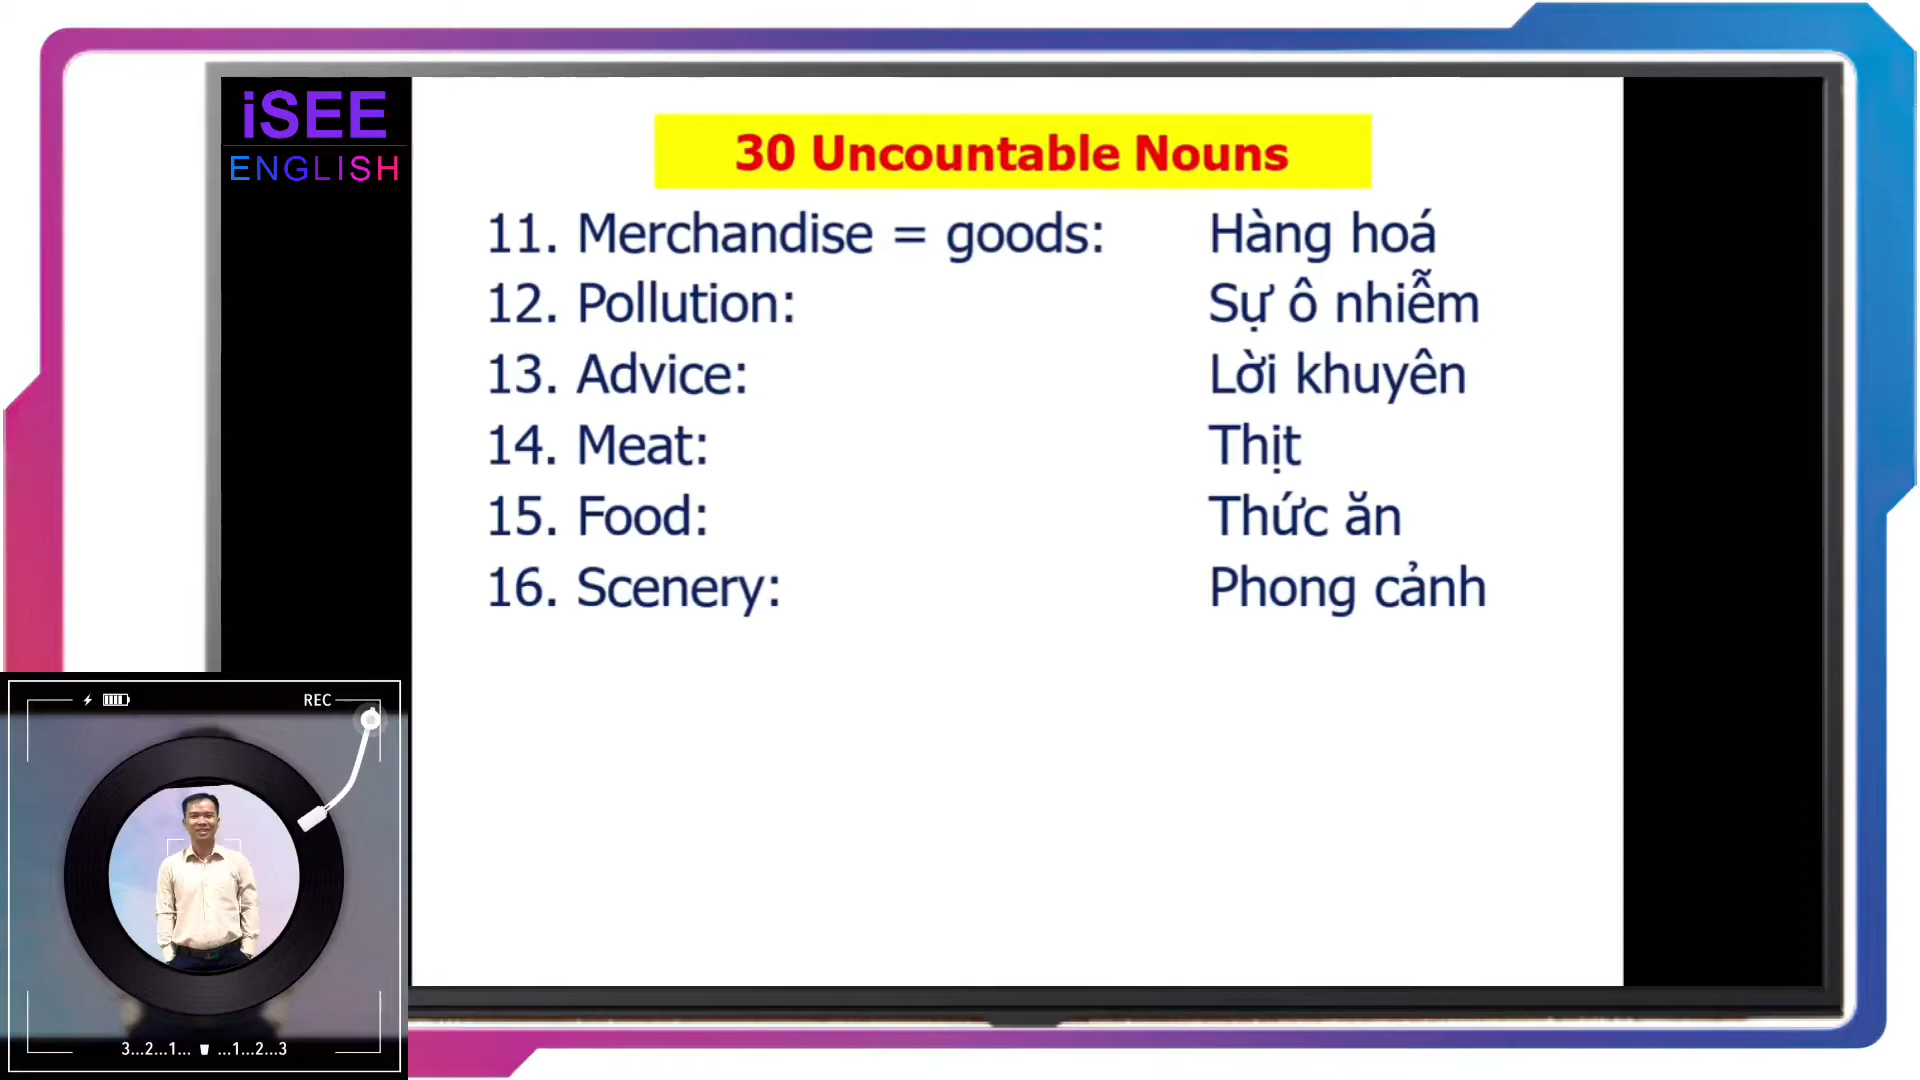 iSEE
ENGLISH
30 Uncountable Nouns
11. Merchandise = goods: Hàng hoá
12. Pollution: Sự ô nhiễm
13. Advice: Lời khuyên
14. Meat: Thịt
15. Food: Thức ăn
16. Scenery: Phong cảnh
REC
3...2...1... ...1...2...3